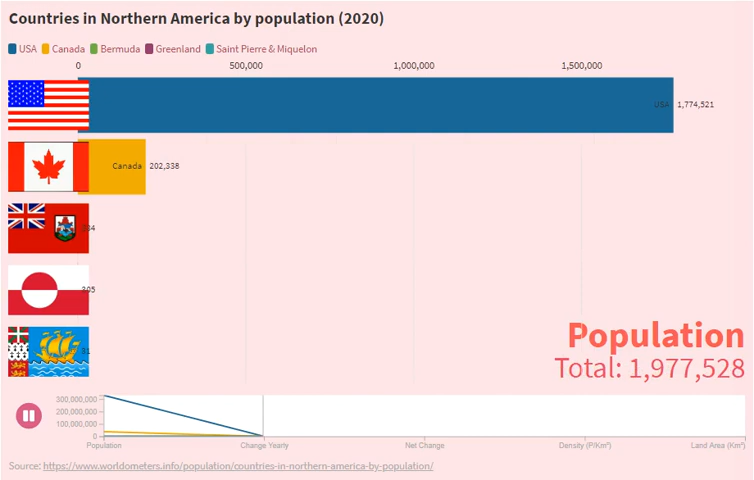 Countries in Northern America by population (2020)
USA Canada Bermuda Greenland Saint Pierre & Miquelon
0 500,000 1,000,000 1,500,000
USA 1,774,521
Canada 202,338
Population
Total: 1,977,528
300,000,000
200,000,000
100,000,000
0
Population Change Yearly Net Change Density (P/Km²) Land Area (Km²)
Source: https://www.worldometers.info/population/countries-in-northern-america-by-population/